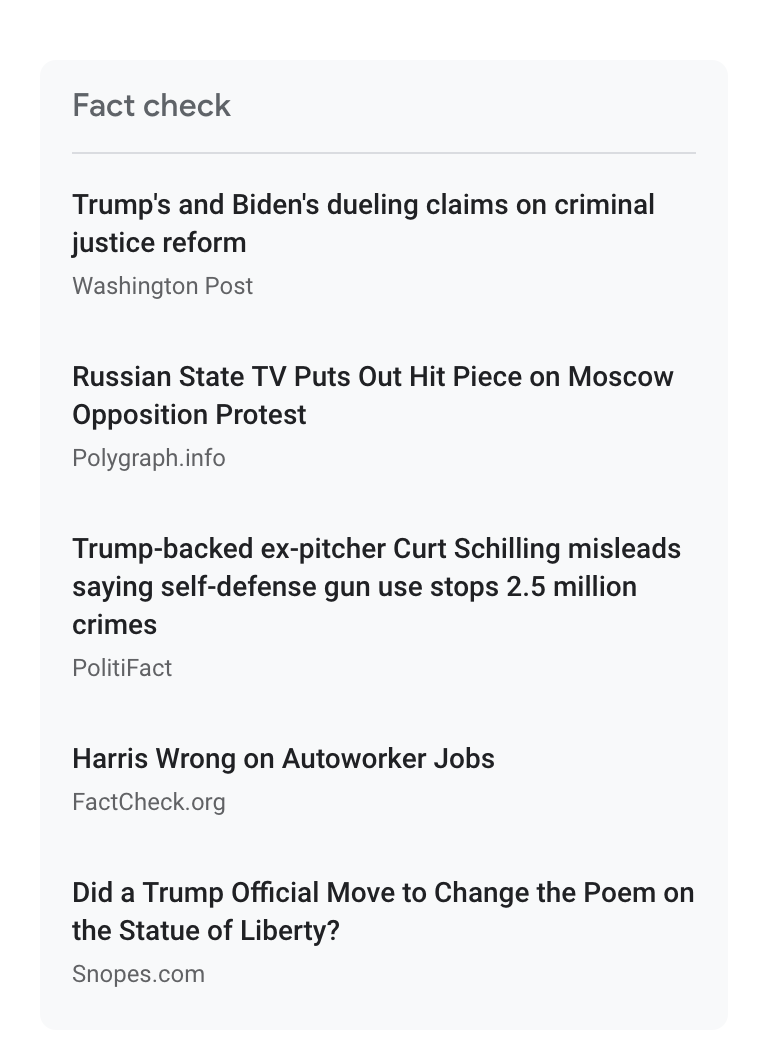 Fact check
Trump's and Biden's dueling claims on criminal
justice reform
Washington Post
Russian State TV Puts Out Hit Piece on Moscow
Opposition Protest
Polygraph.info
Trump-backed ex-pitcher Curt Schilling misleads
saying self-defense gun use stops 2.5 million
crimes
PolitiFact
Harris Wrong on Autoworker Jobs
FactCheck.org
Did a Trump Official Move to Change the Poem on
the Statue of Liberty?
Snopes.com